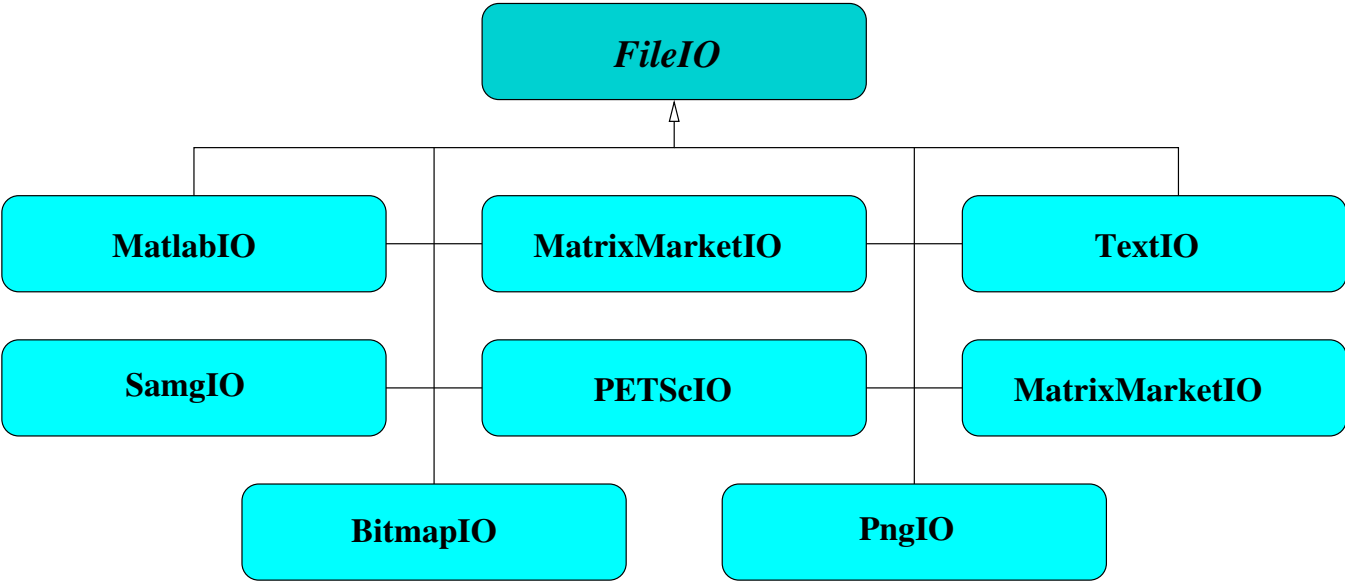 FileIO
MatlabIO
MatrixMarketIO
TextIO
SamgIO
PETScIO
MatrixMarketIO
BitmapIO
PngIO